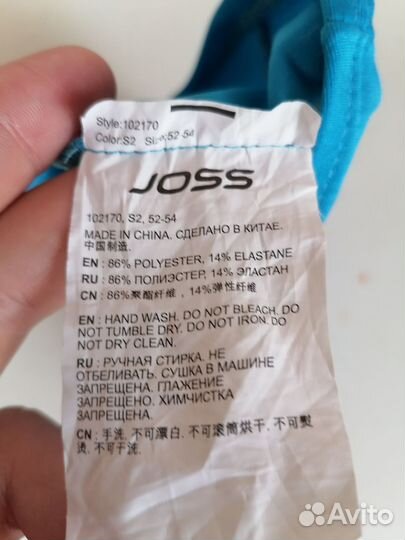 Style:102170
Color:S2 Size:52-54
JOSS
102170, S2, 52-54
MADE IN CHINA. СДЕЛАНО В КИТАЕ.
中国制造.
EN : 86% POLYESTER, 14% ELASTANE
RU : 86% ПОЛИЭСТЕР, 14% ЭЛАСТАН
CN : 86%聚酯纤维 , 14%弹性纤维
EN : HAND WASH. DO NOT BLEACH. DO
NOT TUMBLE DRY. DO NOT IRON. DO
NOT DRY CLEAN.
RU : РУЧНАЯ СТИРКА. НЕ
ОТБЕЛИВАТЬ. СУШКА В МАШИНЕ
ЗАПРЕЩЕНА. ГЛАЖЕНИЕ
ЗАПРЕЩЕНО. ХИМЧИСТКА
ЗАПРЕЩЕНА.
CN : 手洗. 不可漂白. 不可滚筒烘干. 不可熨
烫. 不可干洗.
Avito